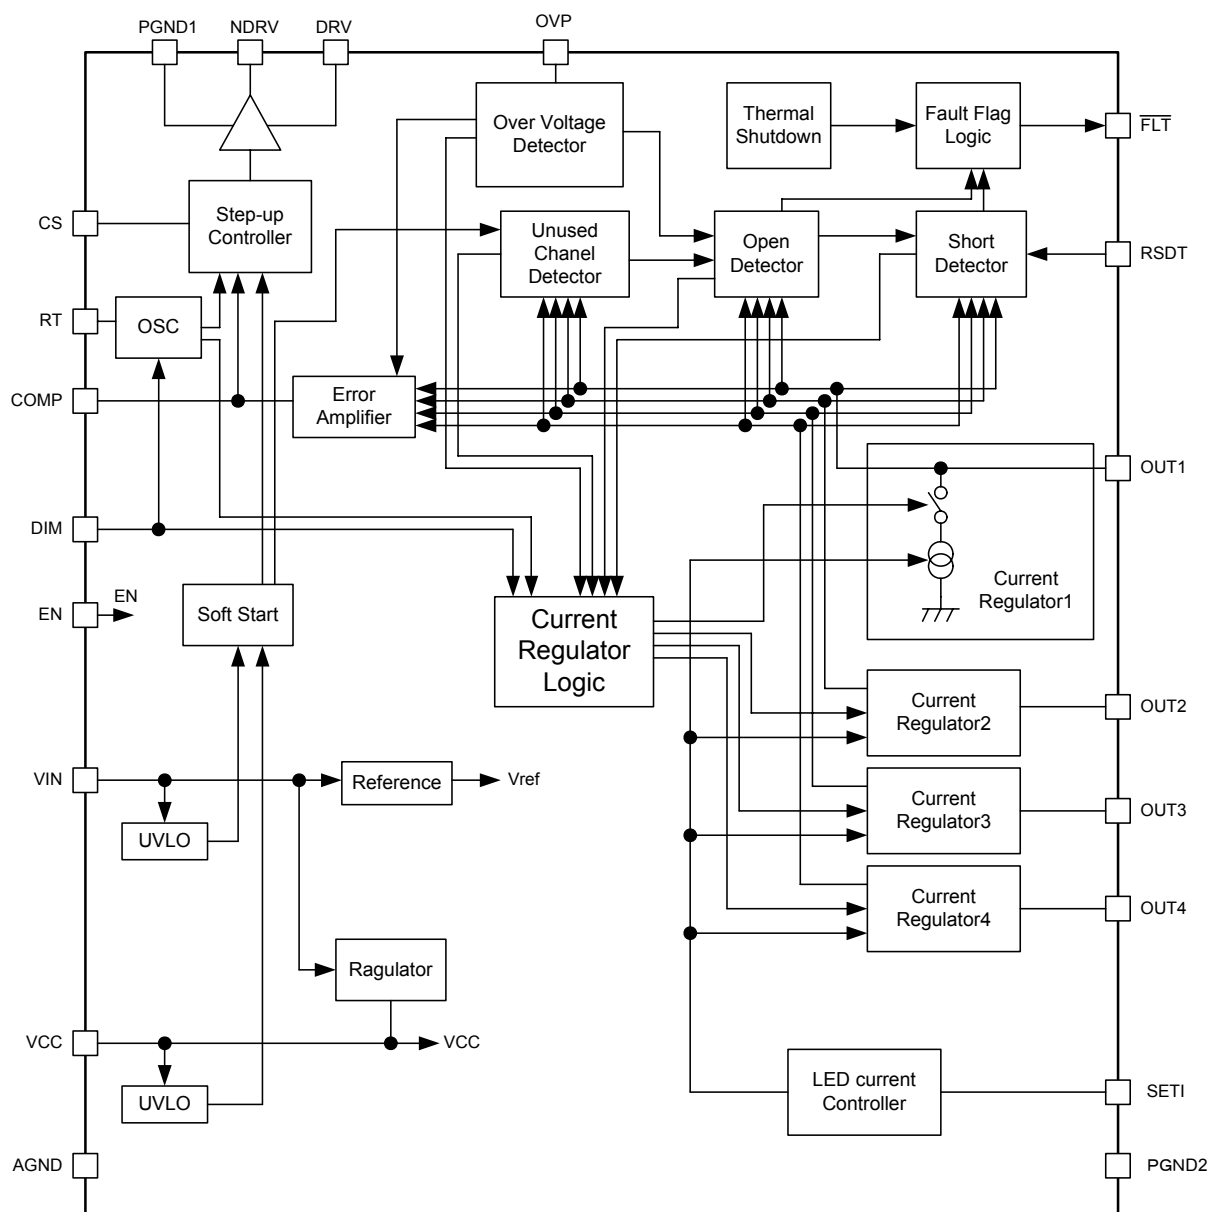 PGND1
NDRV
DRV
OVP
Over Voltage
Detector
Thermal
Shutdown
Fault Flag
Logic
FLT
CS
Step-up
Controller
Unused
Chanel
Detector
Open
Detector
Short
Detector
RSDT
RT
OSC
COMP
Error
Amplifier
OUT1
DIM
Current
Regulator1
EN
EN
Soft Start
Current
Regulator
Logic
Current
Regulator2
OUT2
VIN
Reference
Vref
UVLO
Current
Regulator3
OUT3
Current
Regulator4
OUT4
Ragulator
VCC
VCC
UVLO
LED current
Controller
SETI
AGND
PGND2